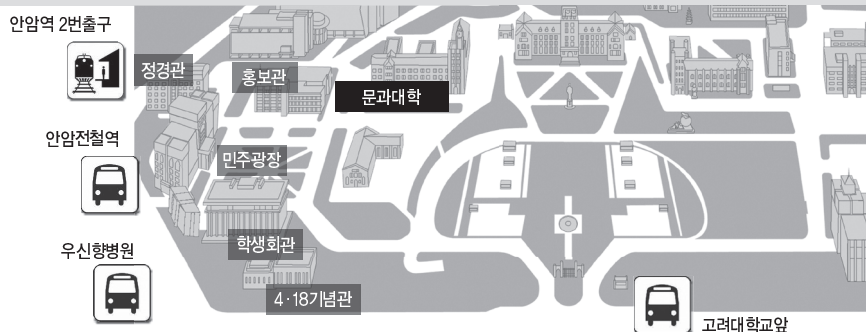 안암역 2번출구
정경관
홍보관
문과대학
안암전철역
민주광장
우신향병원
학생회관
4·18기념관
고려대학교앞